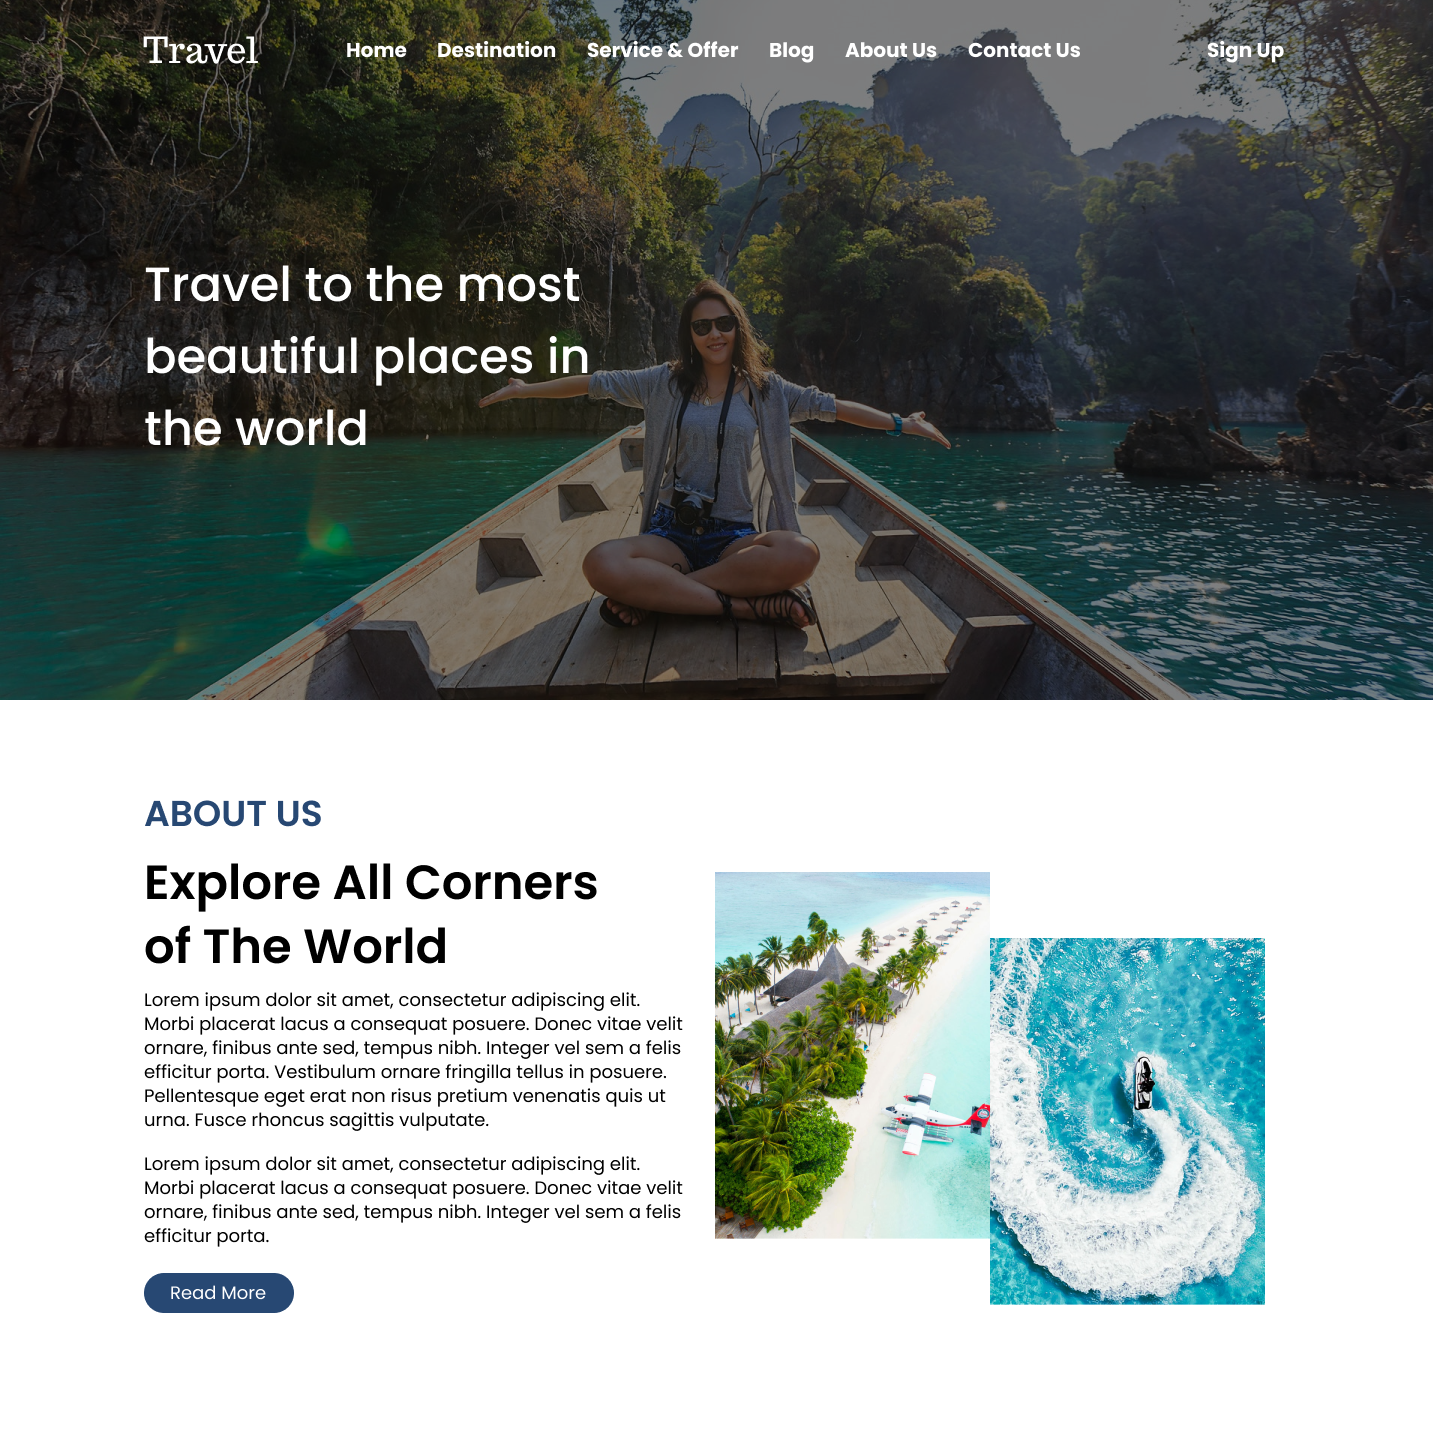 Travel
Home Destination Service & Offer Blog About Us Contact Us Sign Up
Travel to the most
beautiful places in
the world
ABOUT US
Explore All Corners
of The World
Lorem ipsum dolor sit amet, consectetur adipiscing elit.
Morbi placerat lacus a consequat posuere. Donec vitae velit
ornare, finibus ante sed, tempus nibh. Integer vel sem a felis
efficitur porta. Vestibulum ornare fringilla tellus in posuere.
Pellentesque eget erat non risus pretium venenatis quis ut
urna. Fusce rhoncus sagittis vulputate.
Lorem ipsum dolor sit amet, consectetur adipiscing elit.
Morbi placerat lacus a consequat posuere. Donec vitae velit
ornare, finibus ante sed, tempus nibh. Integer vel sem a felis
efficitur porta.
Read More